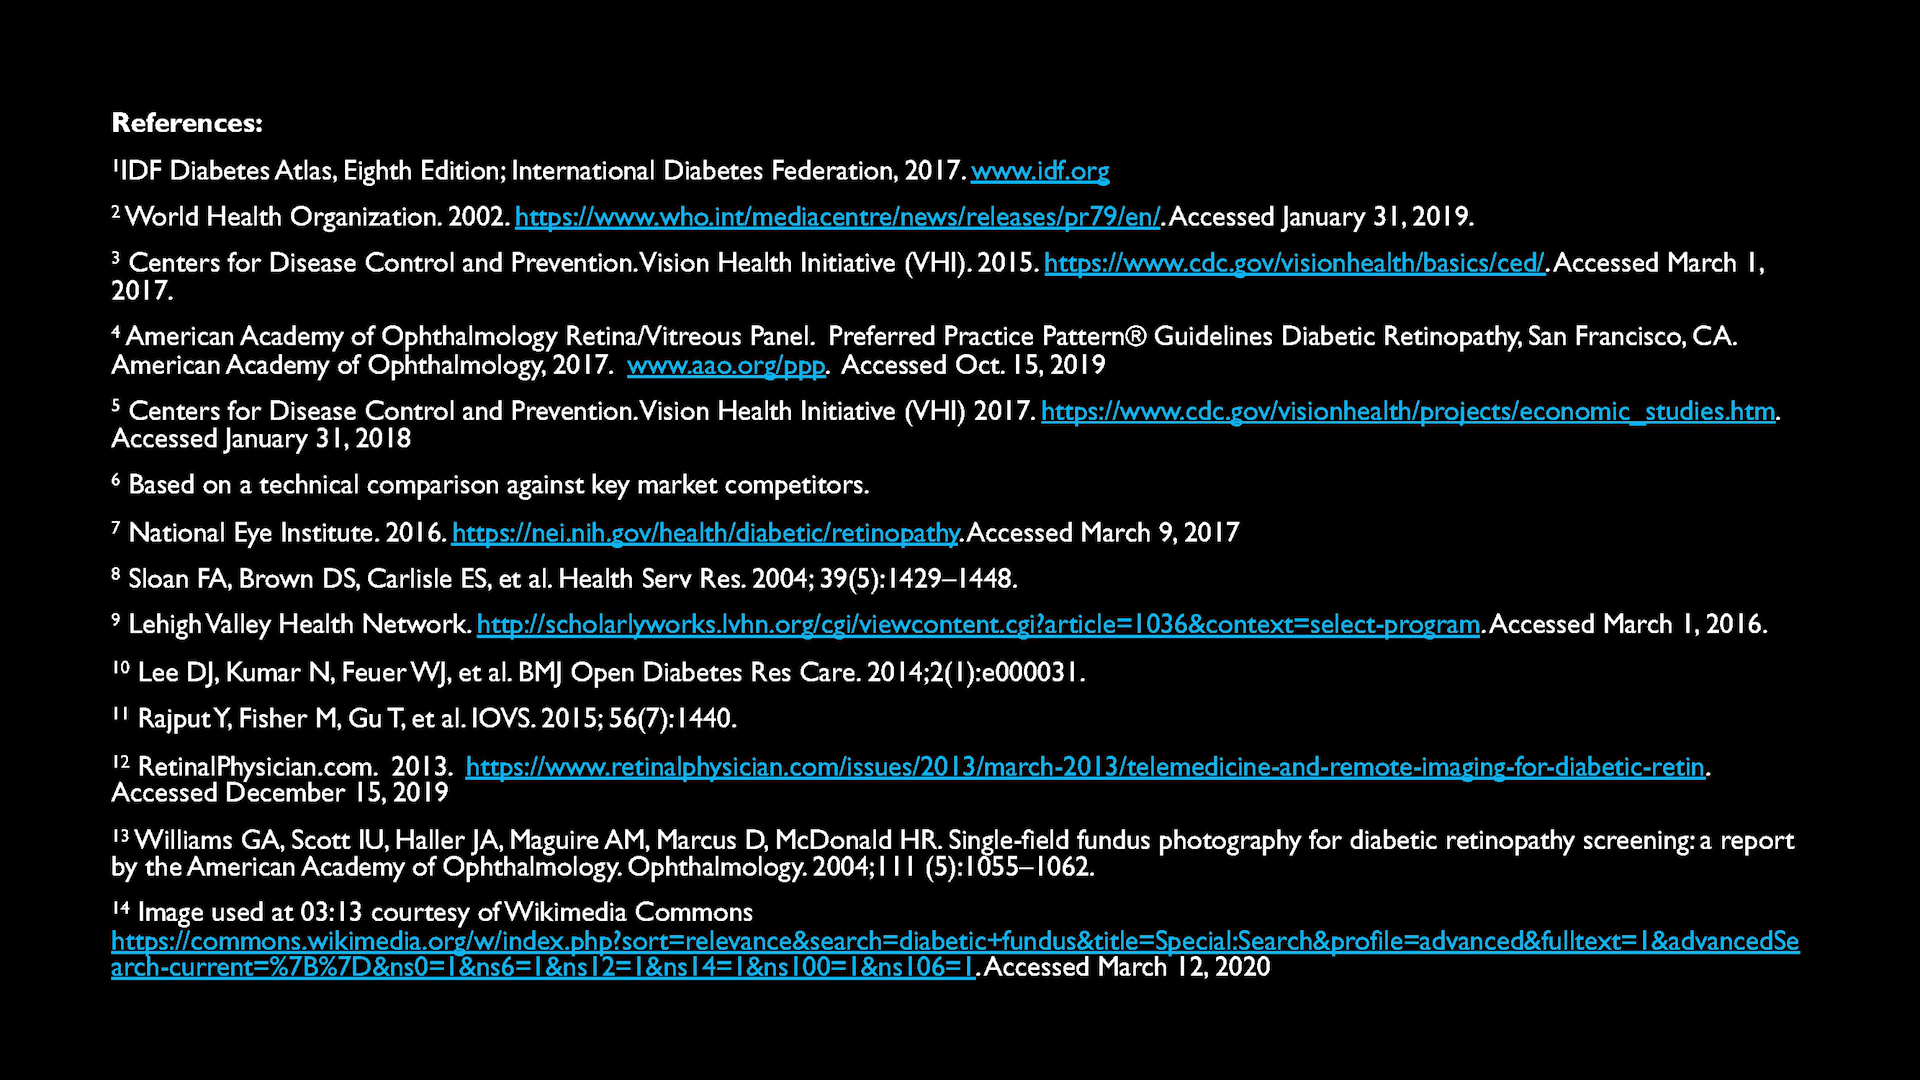 References:
¹IDF Diabetes Atlas, Eighth Edition; International Diabetes Federation, 2017. www.idf.org
² World Health Organization. 2002. https://www.who.int/mediacentre/news/releases/pr79/en/. Accessed January 31, 2019.
³ Centers for Disease Control and Prevention. Vision Health Initiative (VHI). 2015. https://www.cdc.gov/visionhealth/basics/ced/. Accessed March 1,
2017.
⁴ American Academy of Ophthalmology Retina/Vitreous Panel. Preferred Practice Pattern® Guidelines Diabetic Retinopathy, San Francisco, CA.
American Academy of Ophthalmology, 2017. www.aao.org/ppp. Accessed Oct. 15, 2019
⁵ Centers for Disease Control and Prevention. Vision Health Initiative (VHI) 2017. https://www.cdc.gov/visionhealth/projects/economic_studies.htm.
Accessed January 31, 2018
⁶ Based on a technical comparison against key market competitors.
⁷ National Eye Institute. 2016. https://nei.nih.gov/health/diabetic/retinopathy. Accessed March 9, 2017
⁸ Sloan FA, Brown DS, Carlisle ES, et al. Health Serv Res. 2004; 39(5):1429–1448.
⁹ Lehigh Valley Health Network. http://scholarlyworks.lvhn.org/cgi/viewcontent.cgi?article=1036&context=select-program. Accessed March 1, 2016.
¹⁰ Lee DJ, Kumar N, Feuer WJ, et al. BMJ Open Diabetes Res Care. 2014;2(1):e000031.
¹¹ Rajput Y, Fisher M, Gu T, et al. IOVS. 2015; 56(7):1440.
¹² RetinalPhysician.com. 2013. https://www.retinalphysician.com/issues/2013/march-2013/telemedicine-and-remote-imaging-for-diabetic-retin.
Accessed December 15, 2019
¹³ Williams GA, Scott IU, Haller JA, Maguire AM, Marcus D, McDonald HR. Single-field fundus photography for diabetic retinopathy screening: a report
by the American Academy of Ophthalmology. Ophthalmology. 2004;111 (5):1055–1062.
¹⁴ Image used at 03:13 courtesy of Wikimedia Commons
https://commons.wikimedia.org/w/index.php?sort=relevance&search=diabetic+fundus&title=Special:Search&profile=advanced&fulltext=1&advancedSe
arch-current=%7B%7D&ns0=1&ns6=1&ns12=1&ns14=1&ns100=1&ns106=1. Accessed March 12, 2020